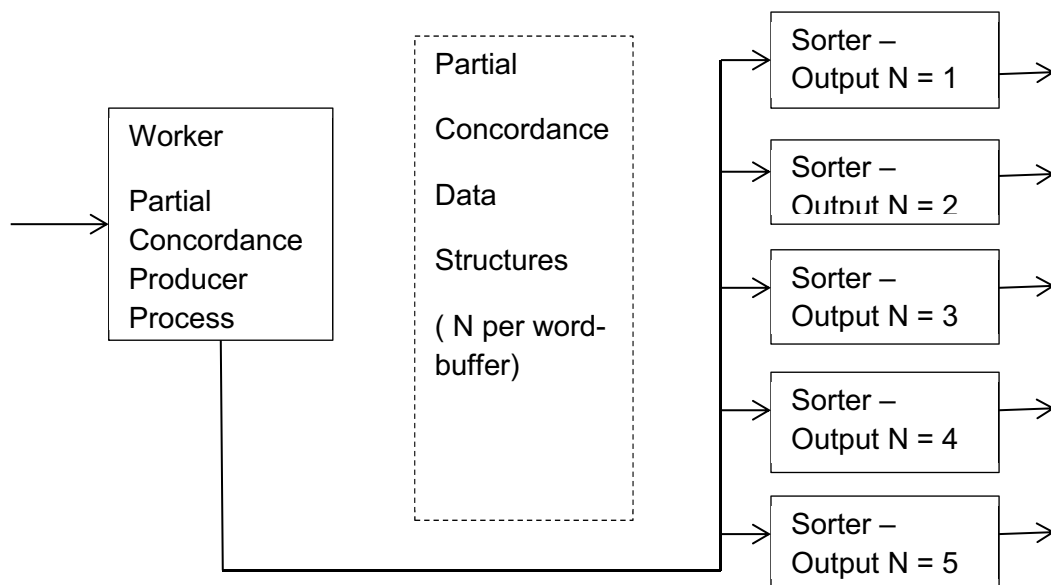 Worker
Partial
Concordance
Producer
Process
Partial
Concordance
Data
Structures
( N per word-
buffer)
Sorter –
Output N = 1
Sorter –
Output N = 2
Sorter –
Output N = 3
Sorter –
Output N = 4
Sorter –
Output N = 5